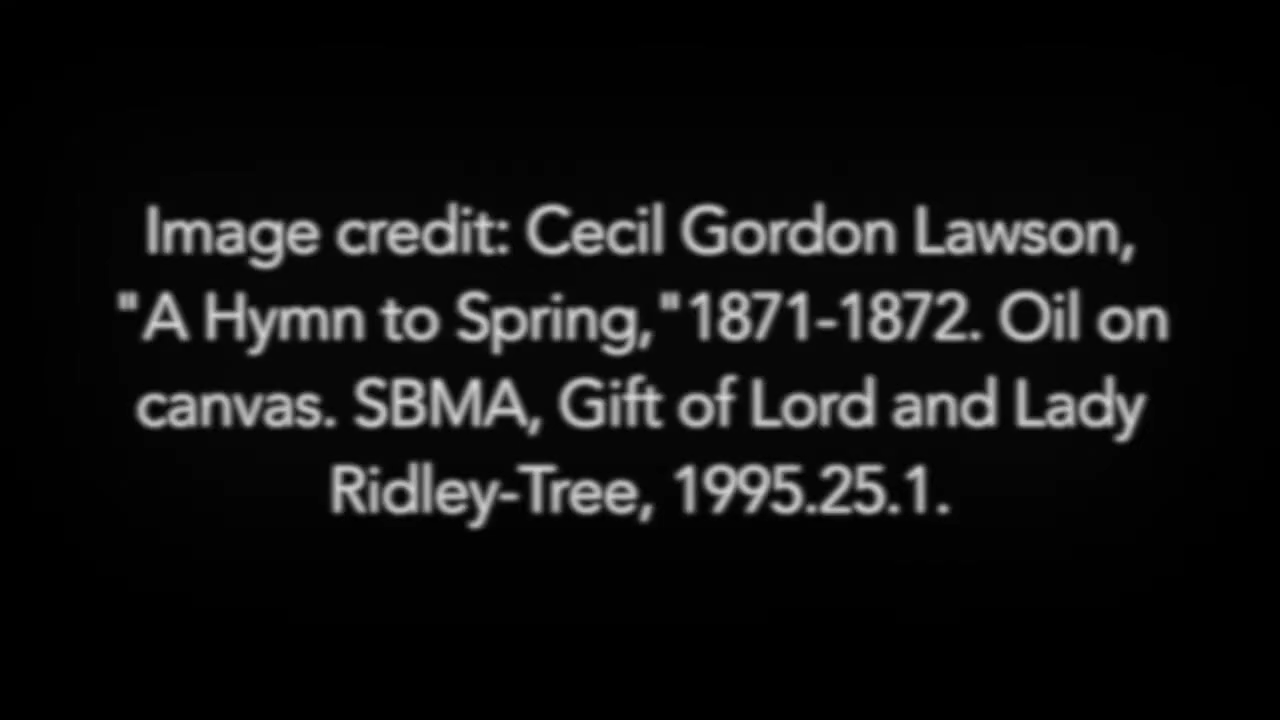 Image credit: Cecil Gordon Lawson,
"A Hymn to Spring,"1871-1872. Oil on
canvas. SBMA, Gift of Lord and Lady
Ridley-Tree, 1995.25.1.